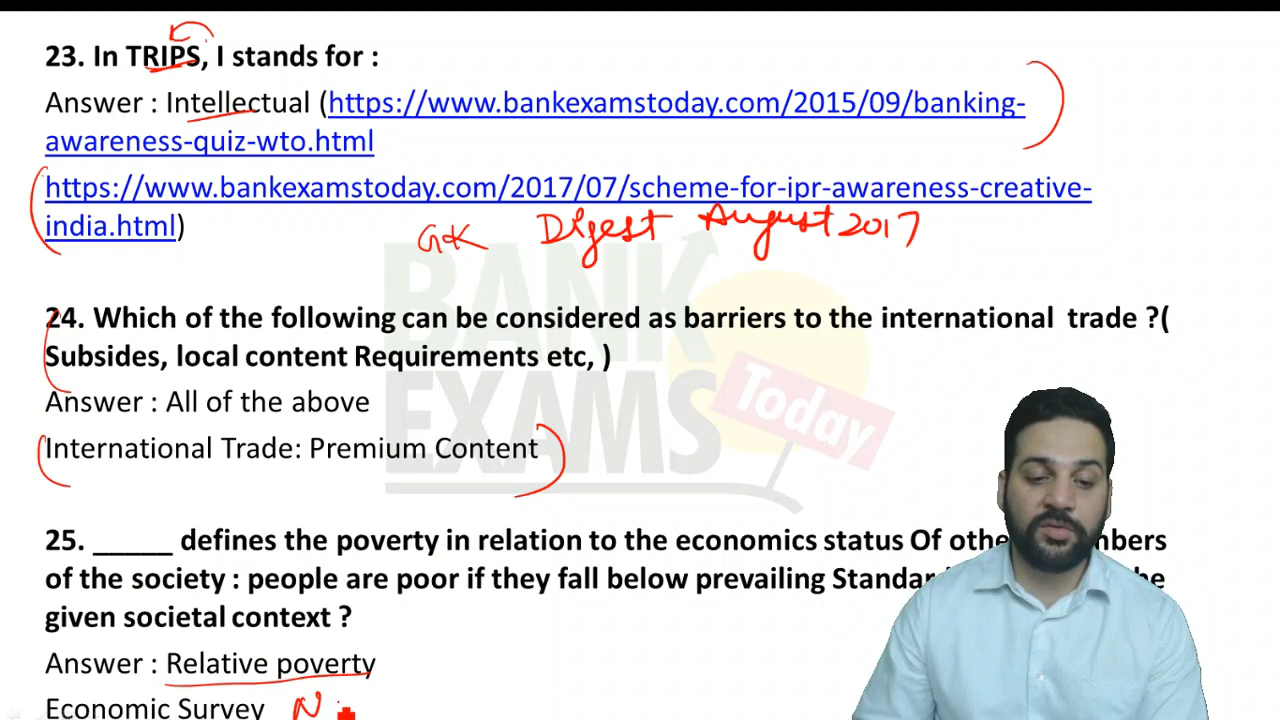 23. In TRIPS, I stands for :
Answer : Intellectual (https://www.bankexamstoday.com/2015/09/banking-
awareness-quiz-wto.html
https://www.bankexamstoday.com/2017/07/scheme-for-ipr-awareness-creative-
india.html)
GK Digest August 2017
24. Which of the following can be considered as barriers to the international trade ?(
Subsides, local content Requirements etc, )
Answer : All of the above
International Trade: Premium Content
BANK
EXAMS
Today
25. _____ defines the poverty in relation to the economics status Of
of the society : people are poor if they fall below prevailing
given societal context ?
Answer : Relative poverty
Economic Survey N